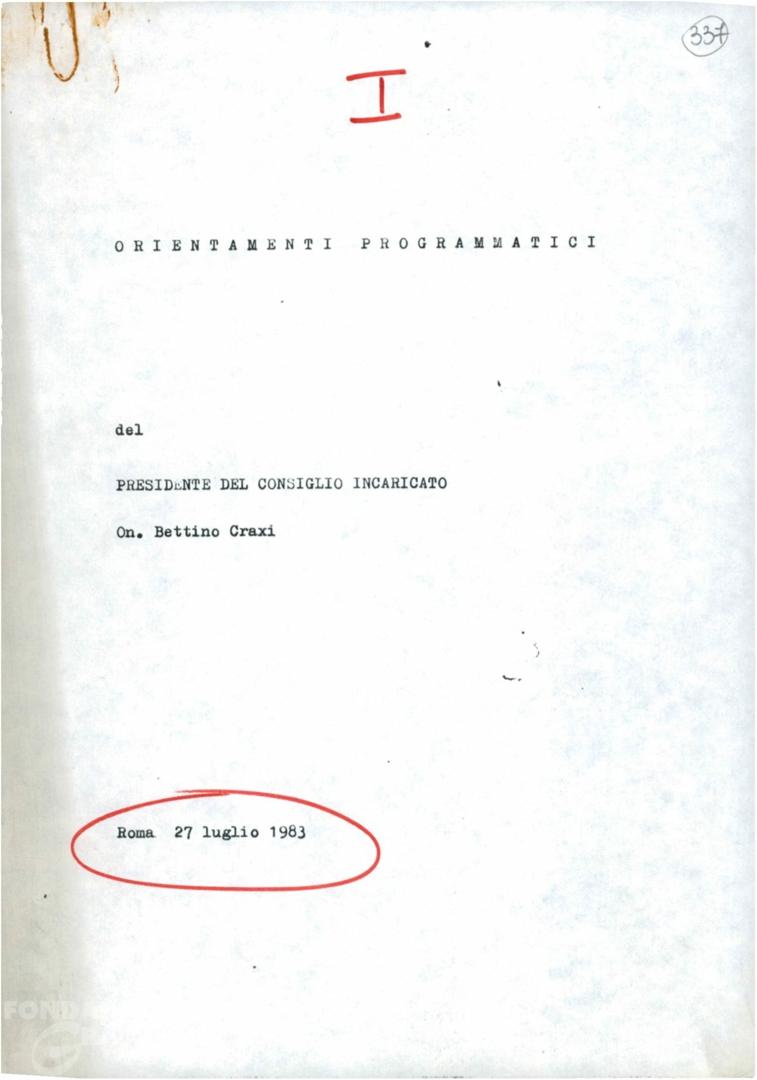 337
I
ORIENTAMENTI PROGRAMMATICI
del
PRESIDENTE DEL CONSIGLIO INCARICATO
On. Bettino Craxi
Roma 27 luglio 1983